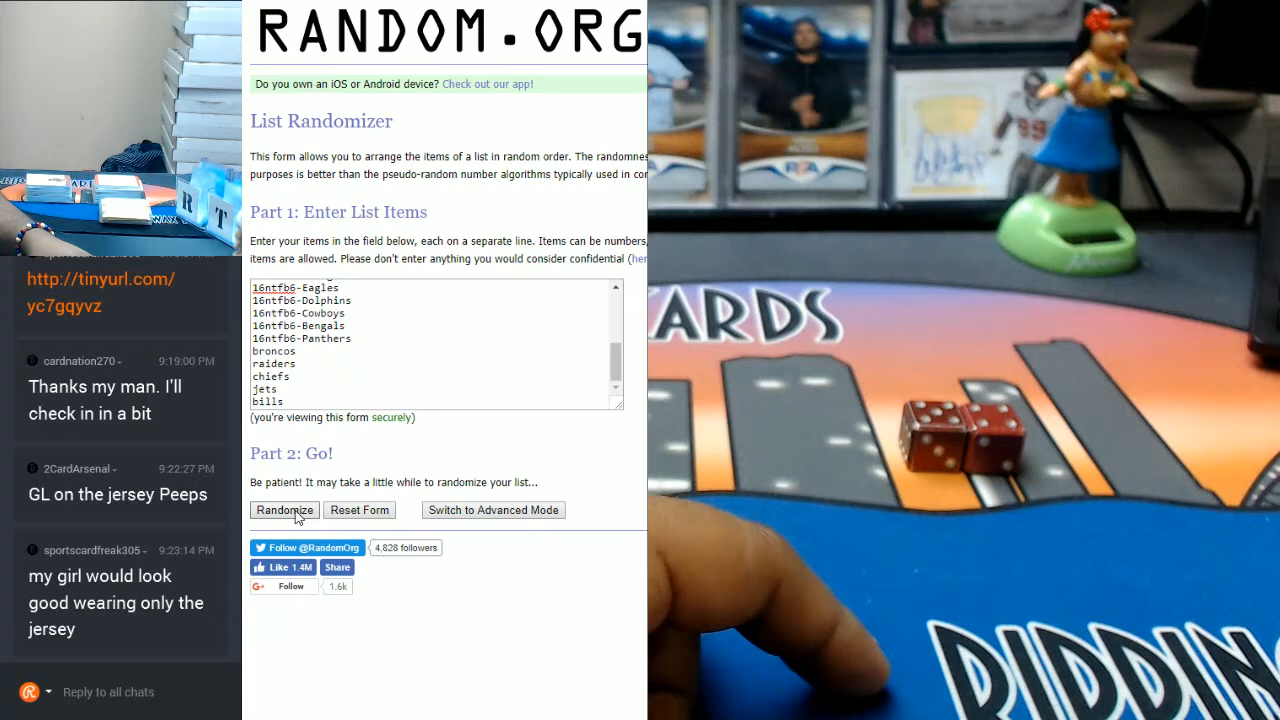 http://tinyurl.com/
yc7gqyvz
cardnation270
9:19:00 PM
Thanks my man. I'll
check in in a bit
2CardArsenal
9:22:27 PM
GL on the jersey Peeps
sportscardfreak305
9:23:14 PM
my girl would look
good wearing only the
jersey
Reply to all chats
RANDOM.ORG
Do you own an iOS or Android device? Check out our app!
List Randomizer
This form allows you to arrange the items of a list in random order. The randomnes
purposes is better than the pseudo-random number algorithms typically used in co
Part 1: Enter List Items
Enter your items in the field below, each on a separate line. Items can be numbers,
items are allowed. Please don't enter anything you would consider confidential (her
16ntfb6-Eagles
16ntfb6-Dolphins
16ntfb6-Cowboys
16ntfb6-Bengals
16ntfb6-Panthers
broncos
raiders
chiefs
jets
bills
(you're viewing this form securely)
Part 2: Go!
Be patient! It may take a little while to randomize your list...
Randomize
Reset Form
Switch to Advanced Mode
Follow @RandomOrg
4,828 followers
Like 1.4M
Share
G+
Follow
1.6k
R T
WAX
CARDS
99
RIPPIN